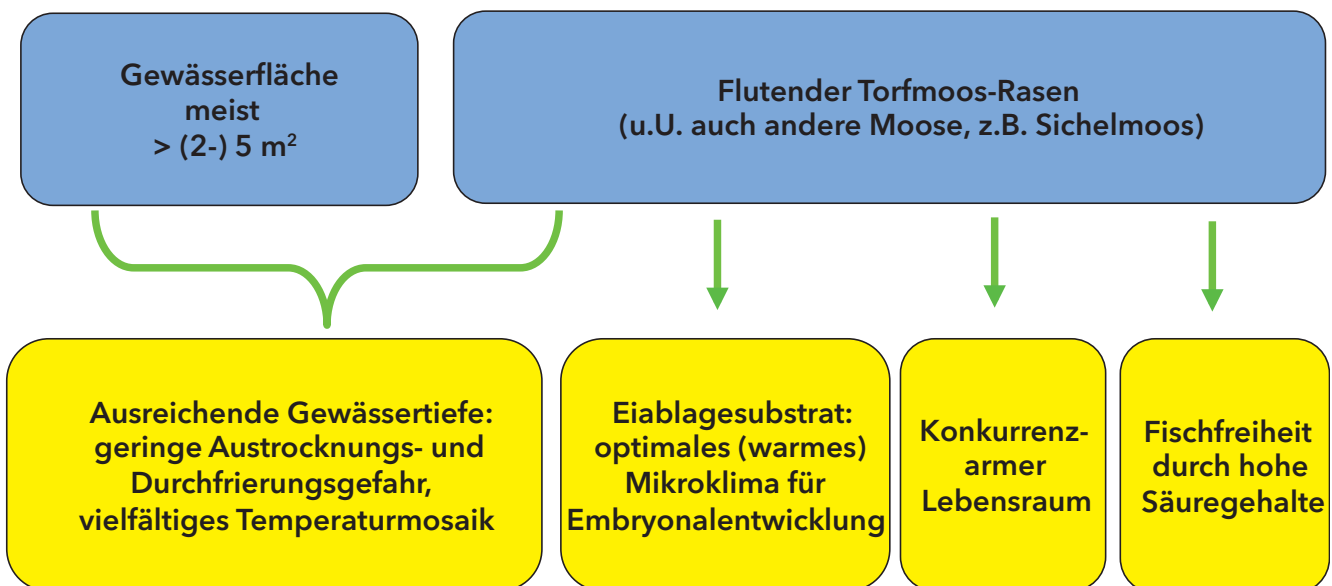 Gewässerfläche
meist
> (2-) 5 m²
Flutender Torfmoos-Rasen
(u.U. auch andere Moose, z.B. Sichelmoos)
Ausreichende Gewässertiefe:
geringe Austrocknungs- und
Durchfrierungsgefahr,
vielfältiges Temperaturmosaik
Eiablagesubstrat:
optimales (warmes)
Mikroklima für
Embryonalentwicklung
Konkurrenz-
armer
Lebensraum
Fischfreiheit
durch hohe
Säuregehalte